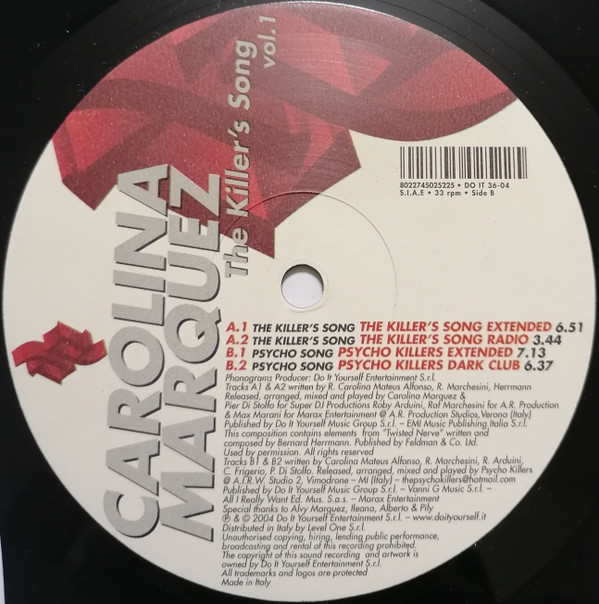 CAROLINA
MARQUEZ
The Killer's Song
vol.1
8022745025225 • DO IT 36-04
S.I.A.E • 33 rpm • Side B
A.1 THE KILLER'S SONG THE KILLER'S SONG EXTENDED 6.51
A.2 THE KILLER'S SONG THE KILLER'S SONG RADIO 3.44
B.1 PSYCHO SONG PSYCHO KILLERS EXTENDED 7.13
B.2 PSYCHO SONG PSYCHO KILLERS DARK CLUB 6.37
Phonograms Producer: Do It Yourself Entertainment S.r.l.
Tracks A1 & A2 written by R. Carolina Mateus Alfonso, R. Marchesini, Herrmann
Released, arranged, mixed and played by Carolina Marquez &
Pier Di Stolfo for Super DJ Productions Roby Arduini, Raf Marchesini for A.R. Production
& Max Marani for Marax Entertainment @ A.R. Production Studios, Verona (Italy)
Published by Do It Yourself Music Group S.r.l. – EMI Music Publishing Italia S.r.l.
This composition contains elements from "Twisted Nerve" written and
composed by Bernard Herrmann. Published by Feldman & Co. Ltd.
Used by permission. All rights reserved
Tracks B1 & B2 written by R. Carolina Mateus Alfonso, R. Marchesini, R. Arduini,
C. Frigerio, P. Di Stolfo. Released, arranged, mixed and played by Psycho Killers
@ A.I.R.W. Studio 2, Vimodrone – MI (Italy) – thepsychokillers@hotmail.com
Published by Do It Yourself Music Group S.r.l. – Vanni G Music S.r.l. –
All I Really Want Ed. Mus. S.a.s. – Marax Entertainment
Special thanks to Alvy Marquez, Ileana, Alberto & Pily
℗ & © 2004 Do It Yourself Entertainment S.r.l. – www.doityourself.it
Distributed in Italy by Level One S.r.l.
Unauthorised copying, hiring, lending public performance,
broadcasting and rental of this recording prohibited.
The copyright of this sound recording and artwork is
owned by Do It Yourself Entertainment S.r.l.
All trademarks and logos are protected
Made in Italy